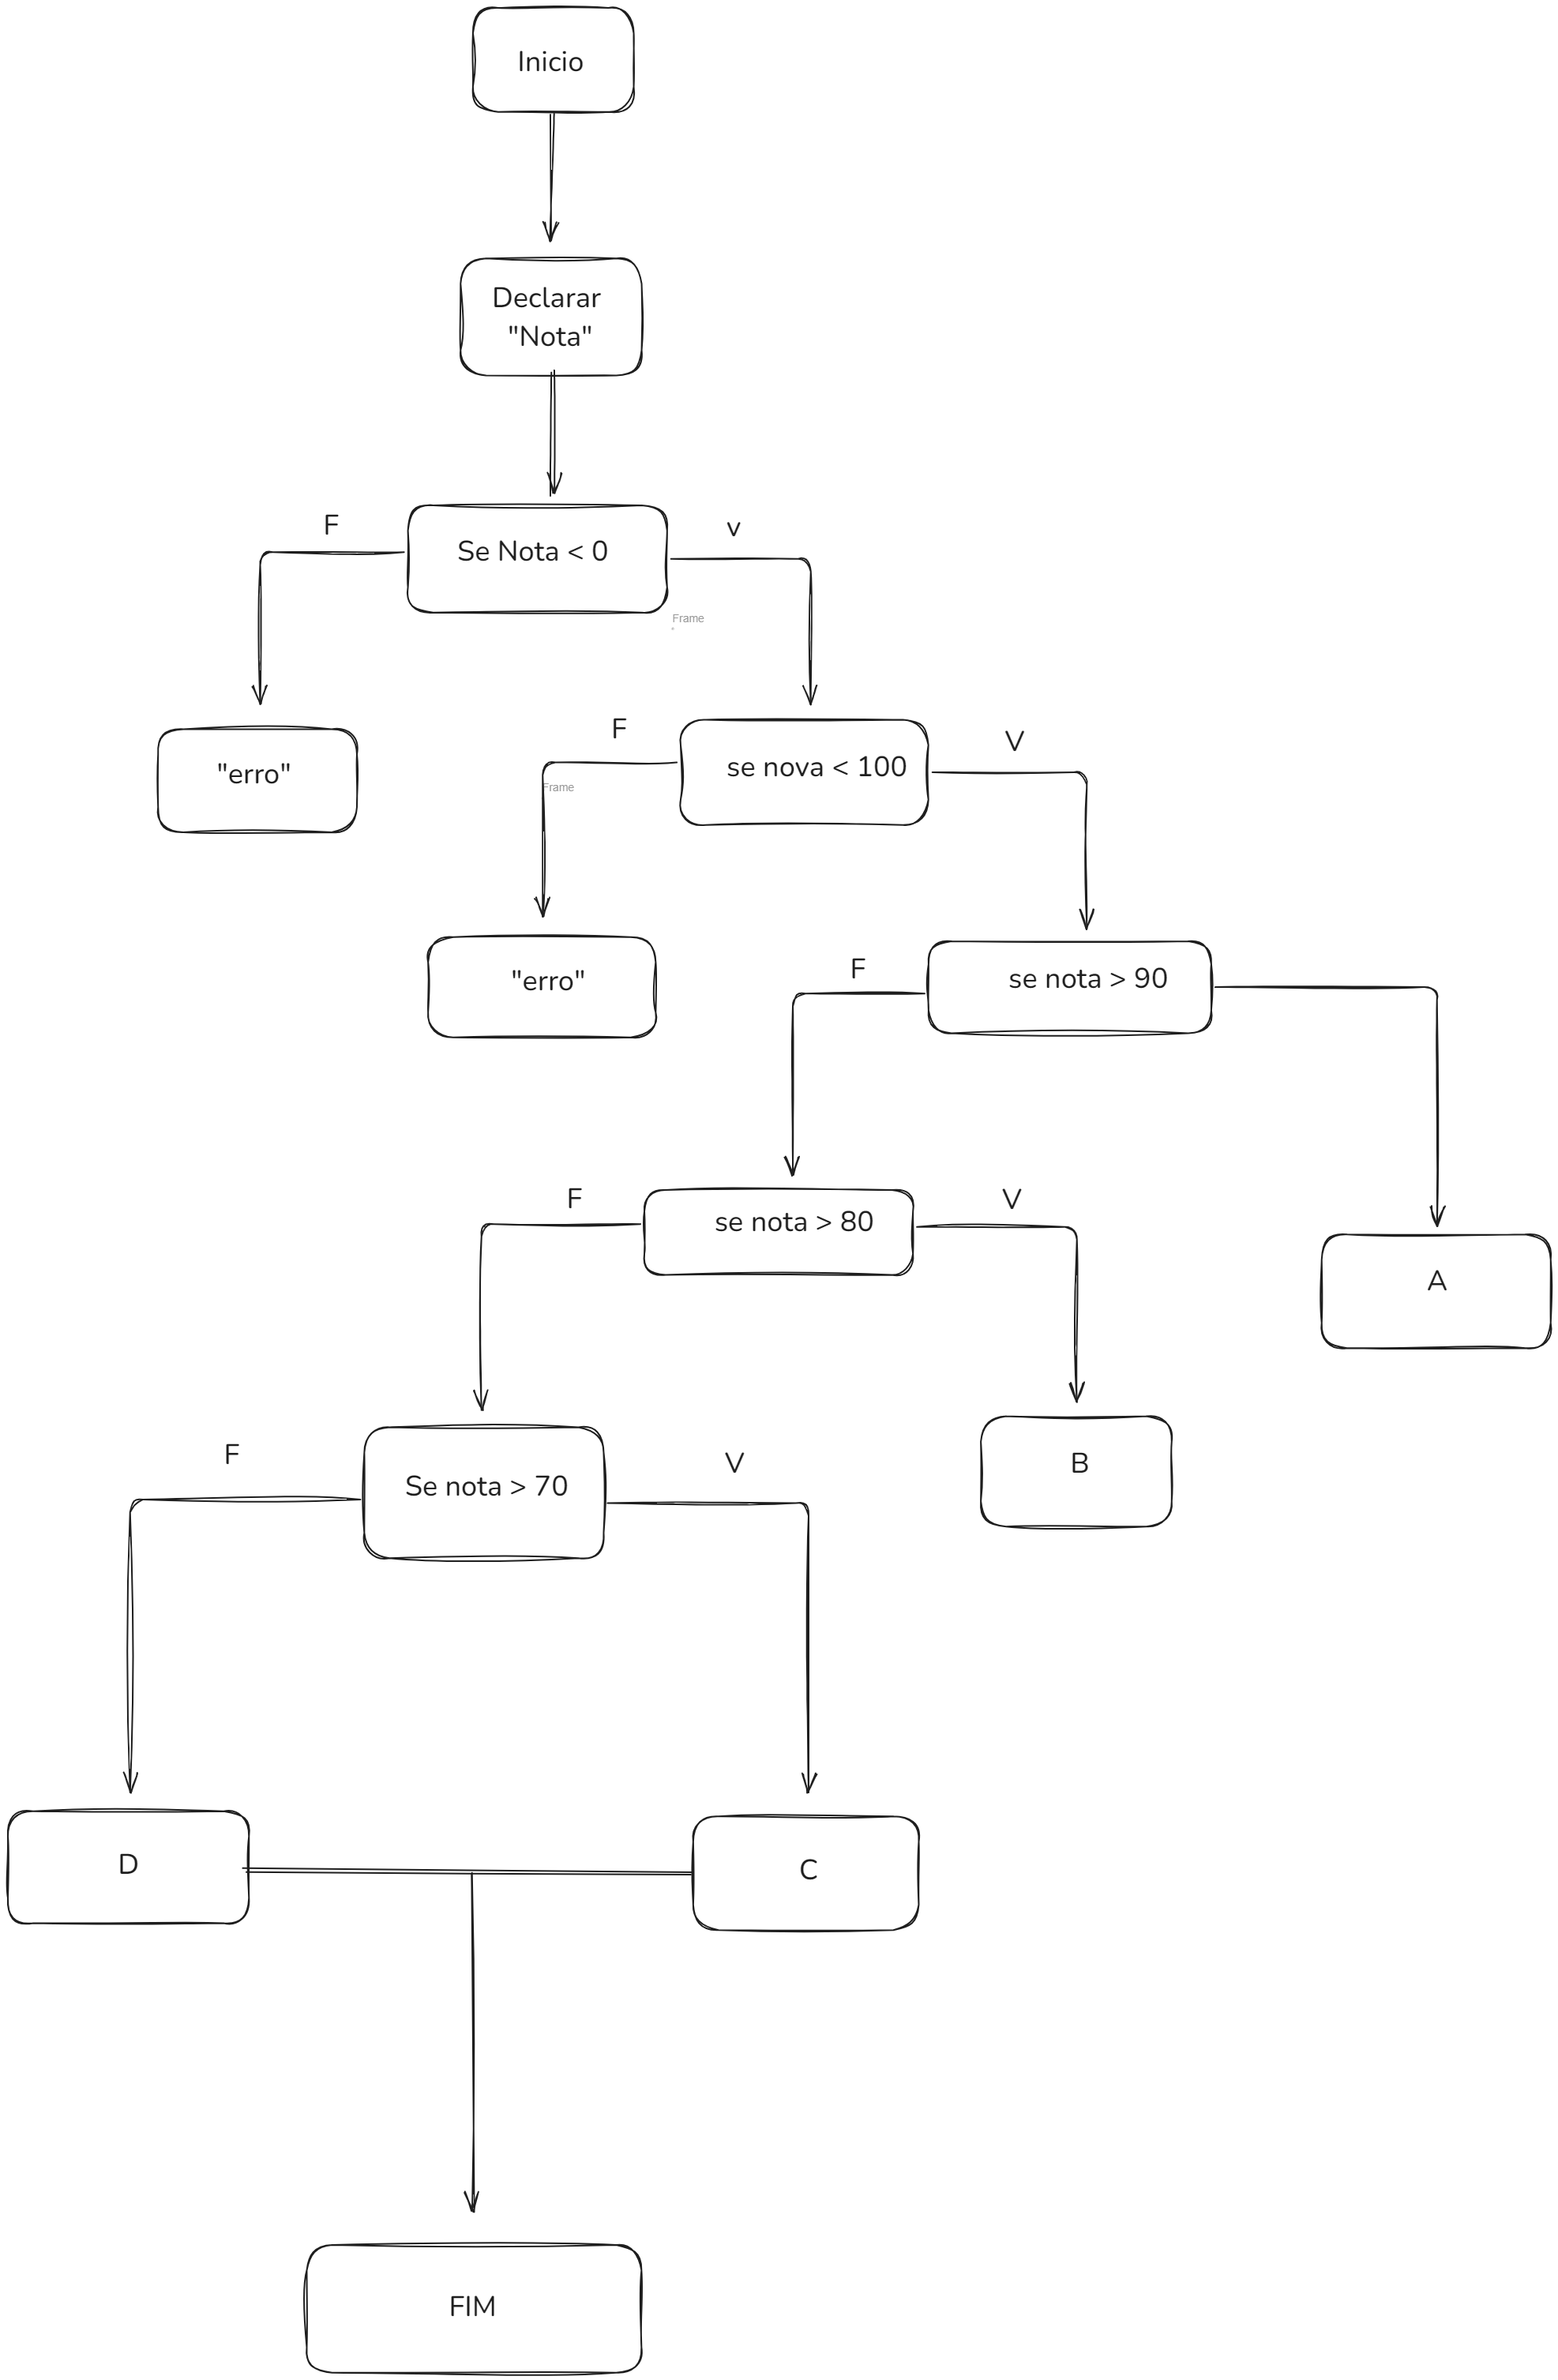 Inicio
Declarar
"Nota"
F
v
Se Nota < 0
Frame
F
V
"erro"
se nova < 100
Frame
F
"erro"
se nota > 90
F
V
se nota > 80
A
F
V
B
Se nota > 70
D
C
FIM